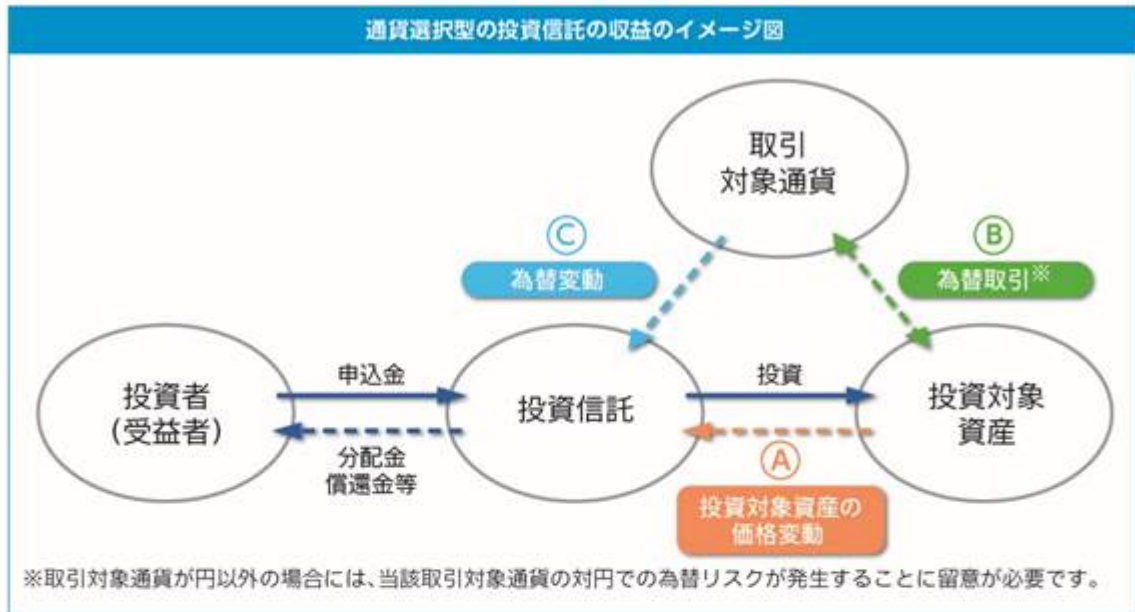 通貨選択型の投資信託の収益のイメージ図
取引
対象通貨
Ⓒ
為替変動
Ⓑ
為替取引※
投資者
(受益者)
申込金
分配金
償還金等
投資信託
投資
Ⓐ
投資対象資産の
価格変動
投資対象
資産
※取引対象通貨が円以外の場合には、当該取引対象通貨の対円での為替リスクが発生することに留意が必要です。